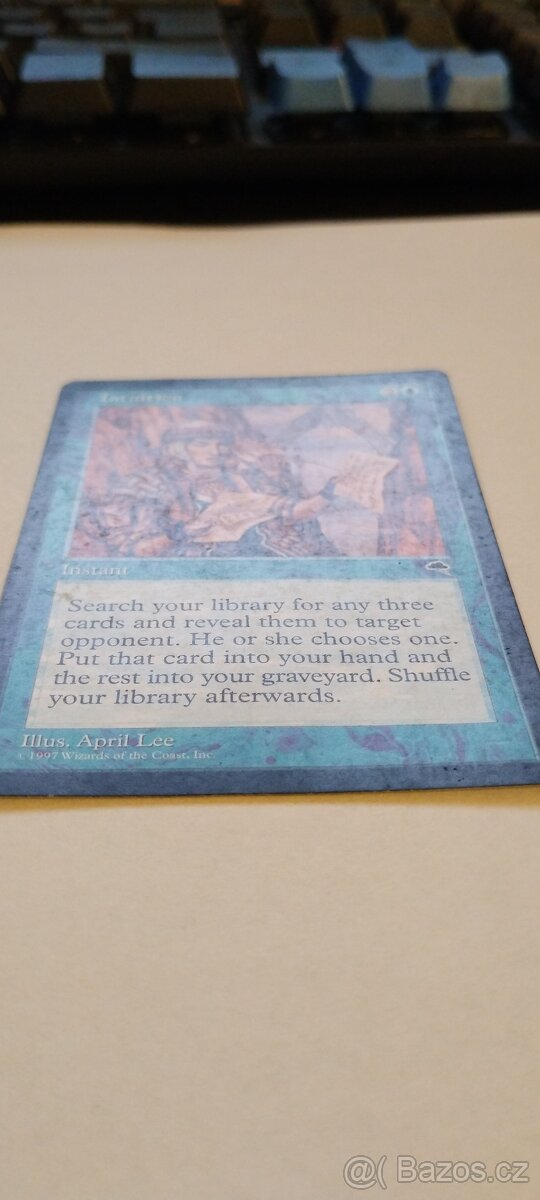 Intuition
Instant
Search your library for any three
cards and reveal them to target
opponent. He or she chooses one.
Put that card into your hand and
the rest into your graveyard. Shuffle
your library afterwards.
Illus. April Lee
© 1997 Wizards of the Coast, Inc.
@( Bazos.cz